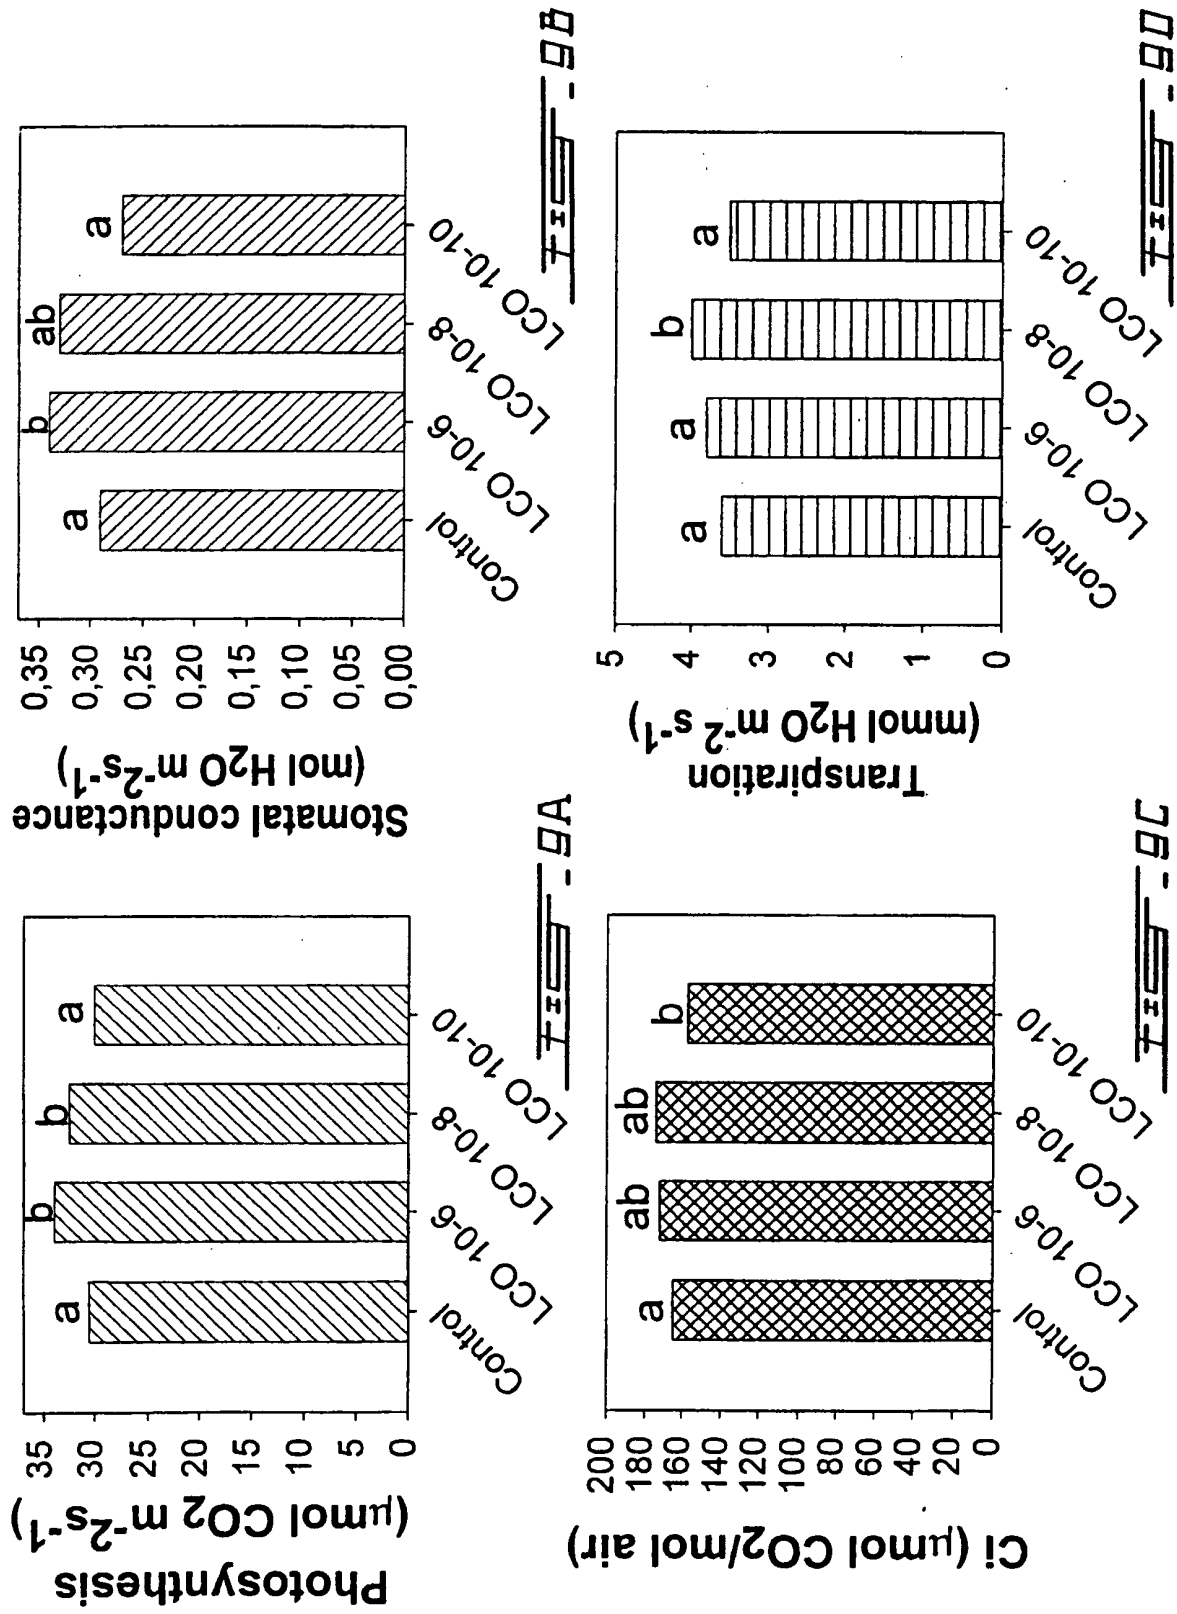 Photosynthesis
(µmol CO2 m-2s-1)
35
30
25
20
15
10
5
0
a
b
b
a
Control
LCO 10-6
LCO 10-8
LCO 10-10
FIG-9A
Stomatal conductance
(mol H2O m-2s-1)
0,35
0,30
0,25
0,20
0,15
0,10
0,05
0,00
a
b
ab
a
Control
LCO 10-6
LCO 10-8
LCO 10-10
FIG-9B
Ci (µmol CO2/mol air)
200
180
160
140
120
100
80
60
40
20
0
a
ab
ab
b
Control
LCO 10-6
LCO 10-8
LCO 10-10
FIG-9C
Transpiration
(mmol H2O m-2 s-1)
5
4
3
2
1
0
a
a
b
a
Control
LCO 10-6
LCO 10-8
LCO 10-10
FIG-9D